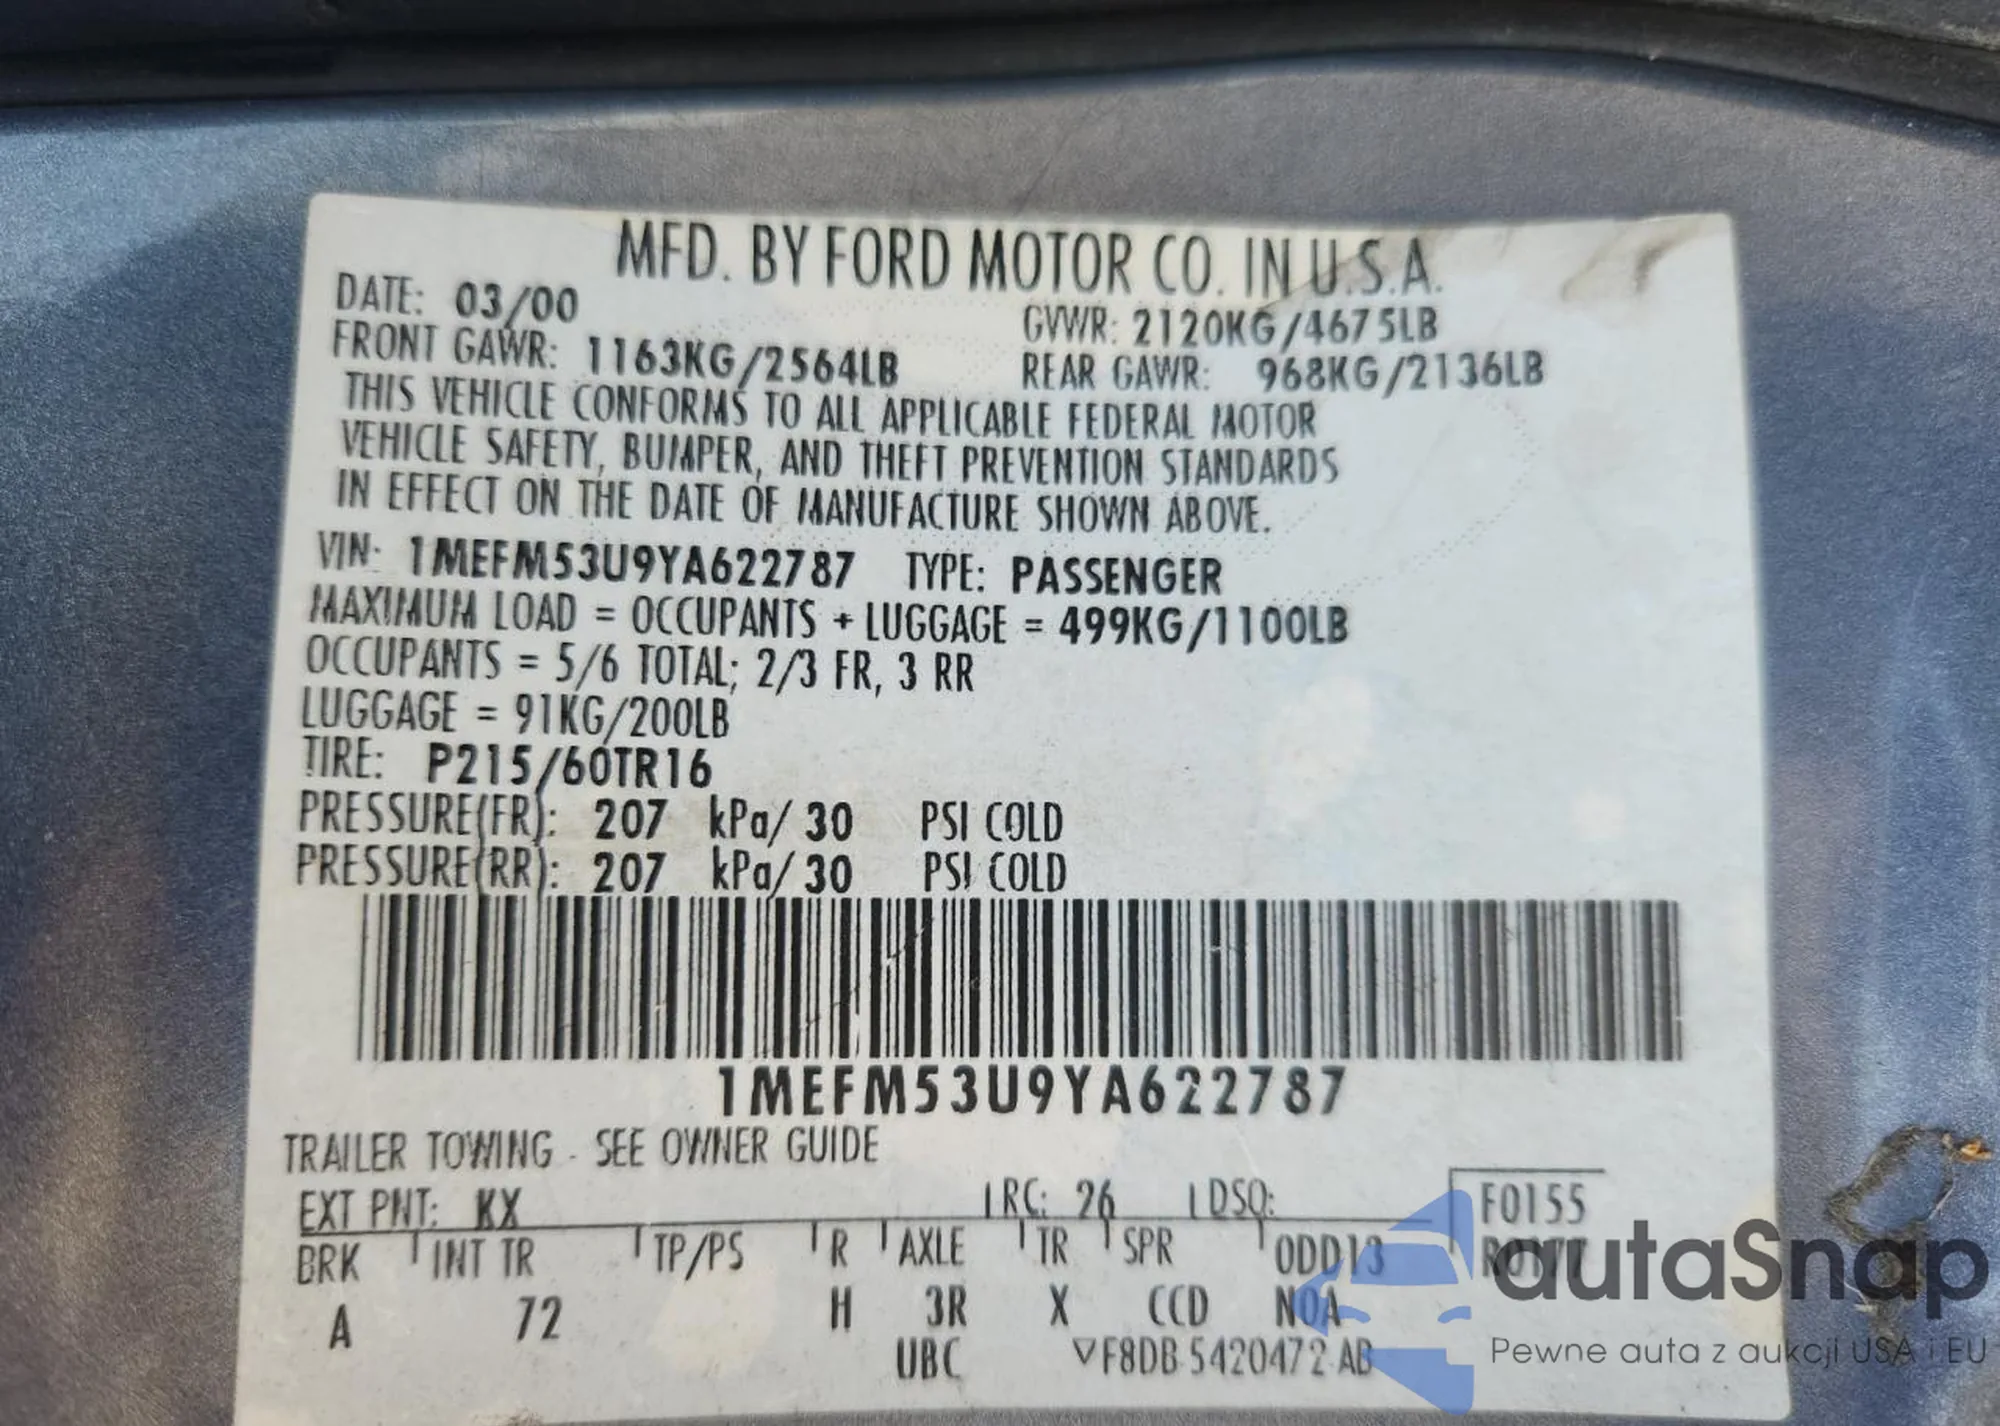 MFD. BY FORD MOTOR CO. IN U.S.A.
DATE: 03/00 GVWR: 2120KG/4675LB
FRONT GAWR: 1163KG/2564LB REAR GAWR: 968KG/2136LB
THIS VEHICLE CONFORMS TO ALL APPLICABLE FEDERAL MOTOR
VEHICLE SAFETY, BUMPER, AND THEFT PREVENTION STANDARDS
IN EFFECT ON THE DATE OF MANUFACTURE SHOWN ABOVE.
VIN: 1MEFM53U9YA622787 TYPE: PASSENGER
MAXIMUM LOAD = OCCUPANTS + LUGGAGE = 499KG/1100LB
OCCUPANTS = 5/6 TOTAL; 2/3 FR, 3 RR
LUGGAGE = 91KG/200LB
TIRE: P215/60TR16
PRESSURE(FR): 207 kPa/ 30 PSI COLD
PRESSURE(RR): 207 kPa/ 30 PSI COLD
1MEFM53U9YA622787
TRAILER TOWING - SEE OWNER GUIDE
EXT PNT: KX RC: 26 DSO: F0155
BRK INT TR TP/PS R AXLE TR SPR ODD13
A 72 H 3R X CCD NOA
UBC ▽F8DB 5420472 AB
autaSnap
Pewne auta z aukcji USA i EU